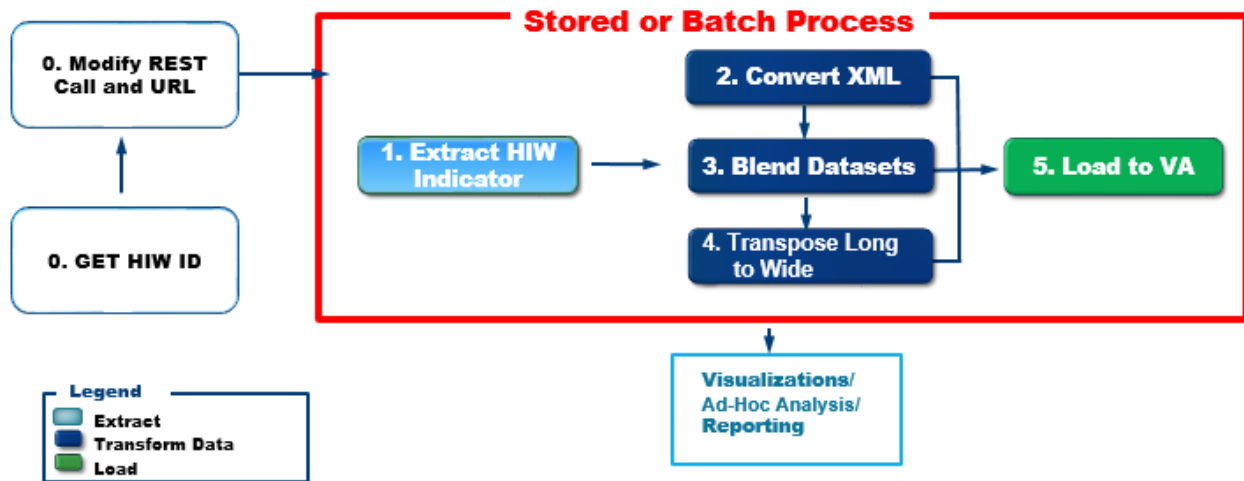 Stored or Batch Process
0. Modify REST
Call and URL
2. Convert XML
1. Extract HIW
Indicator
3. Blend Datasets
5. Load to VA
0. GET HIW ID
4. Transpose Long
to Wide
Visualizations/
Ad-Hoc Analysis/
Reporting
Legend
Extract
Transform Data
Load